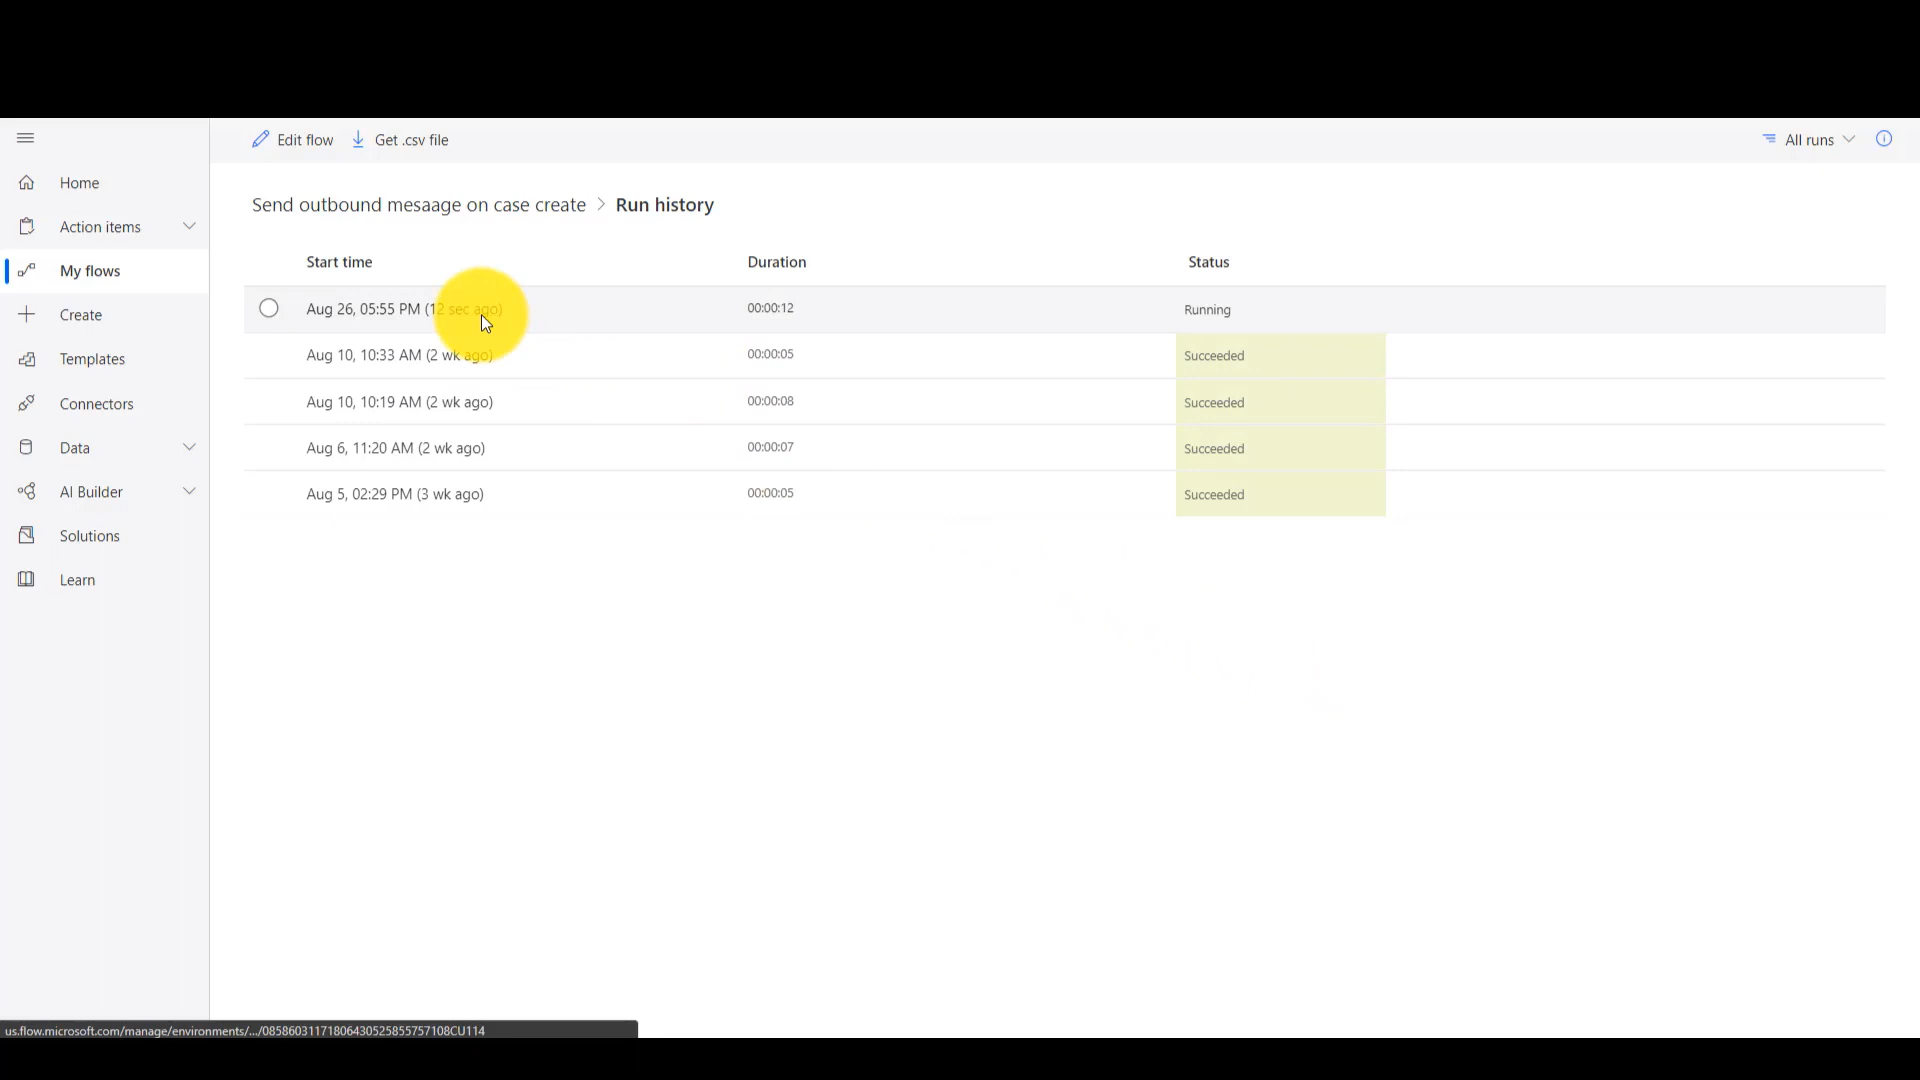 Edit flow
Get .csv file
All runs
Home
Action items
My flows
Create
Templates
Connectors
Data
AI Builder
Solutions
Learn
Send outbound mesaage on case create > Run history
Start time Duration Status
Aug 26, 05:55 PM (12 sec ago) 00:00:12 Running
Aug 10, 10:33 AM (2 wk ago) 00:00:05 Succeeded
Aug 10, 10:19 AM (2 wk ago) 00:00:08 Succeeded
Aug 6, 11:20 AM (2 wk ago) 00:00:07 Succeeded
Aug 5, 02:29 PM (3 wk ago) 00:00:05 Succeeded
us.flow.microsoft.com/manage/environments/.../08586031171806430525855757108CU114